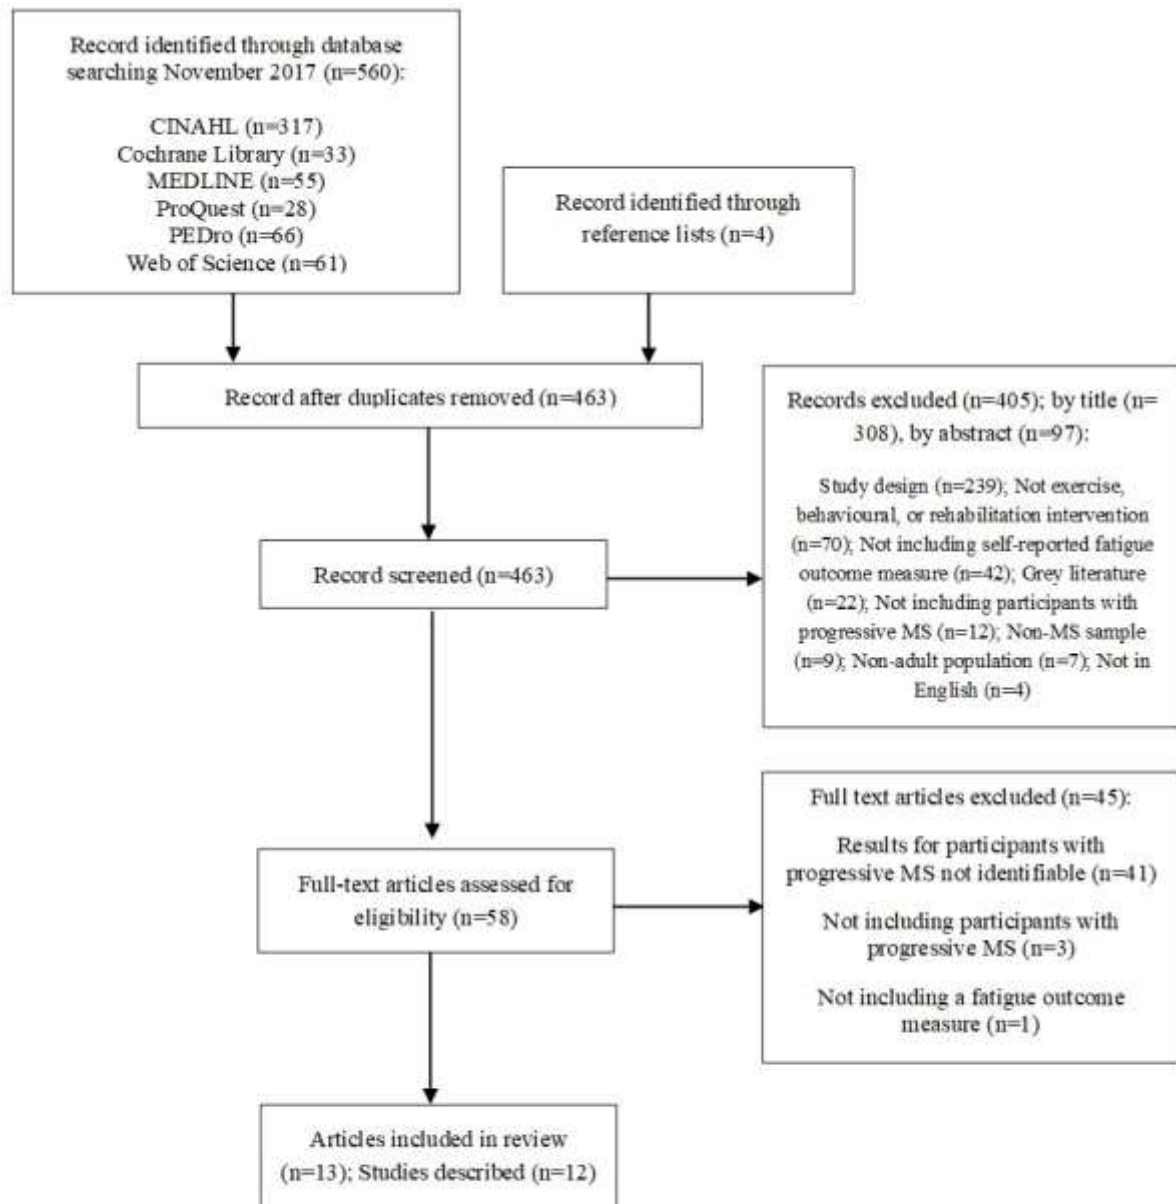 Record identified through database
searching November 2017 (n=560):
CINAHL (n=317)
Cochrane Library (n=33)
MEDLINE (n=55)
ProQuest (n=28)
PEDro (n=66)
Web of Science (n=61)
Record identified through
reference lists (n=4)
Record after duplicates removed (n=463)
Records excluded (n=405); by title (n=
308), by abstract (n=97):
Study design (n=239); Not exercise,
behavioural, or rehabilitation intervention
(n=70); Not including self-reported fatigue
outcome measure (n=42); Grey literature
(n=22); Not including participants with
progressive MS (n=12); Non-MS sample
(n=9); Non-adult population (n=7); Not in
English (n=4)
Record screened (n=463)
Full text articles excluded (n=45):
Results for participants with
progressive MS not identifiable (n=41)
Not including participants with
progressive MS (n=3)
Not including a fatigue outcome
measure (n=1)
Full-text articles assessed for
eligibility (n=58)
Articles included in review
(n=13); Studies described (n=12)